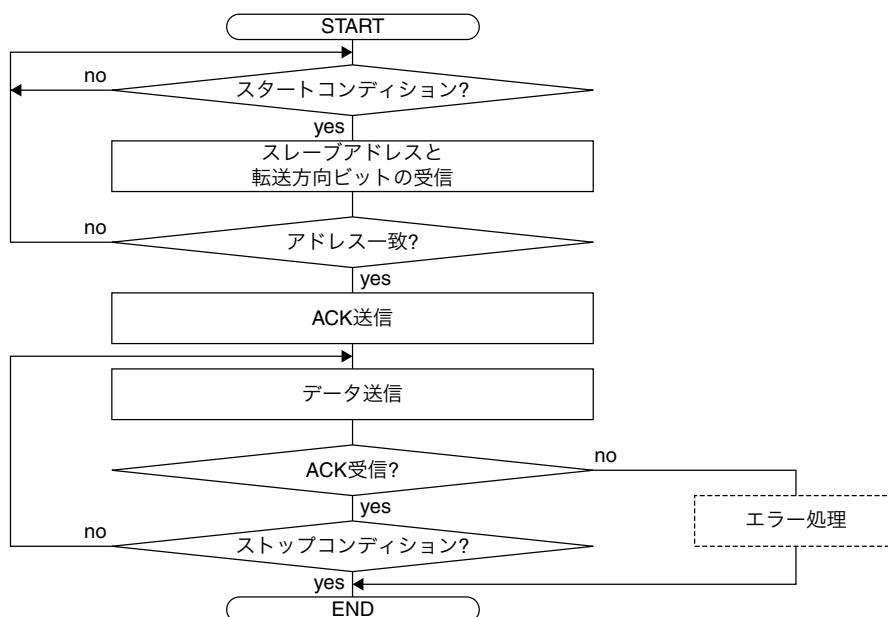 START
no
スタートコンディション?
yes
スレーブアドレスと
転送方向ビットの受信
no
アドレス一致?
yes
ACK送信
データ送信
ACK受信?
no
yes
エラー処理
no
ストップコンディション?
yes
END